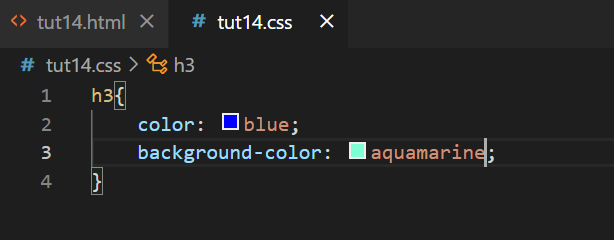 <> tut14.html × # tut14.css ×
# tut14.css > h3
1 h3{
2 color: blue;
3 background-color: aquamarine;
4 }